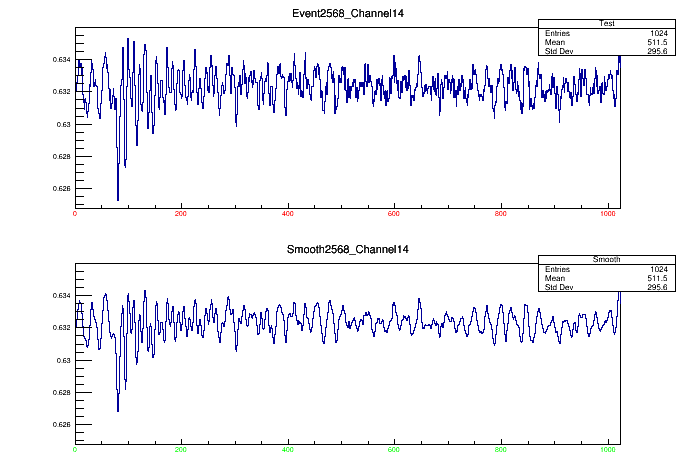 Event2568_Channel14
Test
Entries 1024
Mean 511.5
Std Dev 295.6
0.634
0.632
0.63
0.628
0.626
0 200 400 600 800 1000
Smooth2568_Channel14
Smooth
Entries 1024
Mean 511.5
Std Dev 295.6
0.634
0.632
0.63
0.628
0.626
0 200 400 600 800 1000